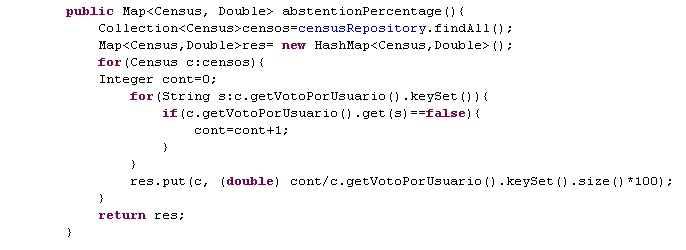 public Map<Census, Double> abstentionPercentage(){
Collection<Census>censos=censusRepository.findAll();
Map<Census,Double>res= new HashMap<Census,Double>();
for(Census c:censos){
Integer cont=0;
for(String s:c.getVotoPorUsuario().keySet()){
if(c.getVotoPorUsuario().get(s)==false){
cont=cont+1;
}
}
res.put(c, (double) cont/c.getVotoPorUsuario().keySet().size()*100);
}
return res;
}